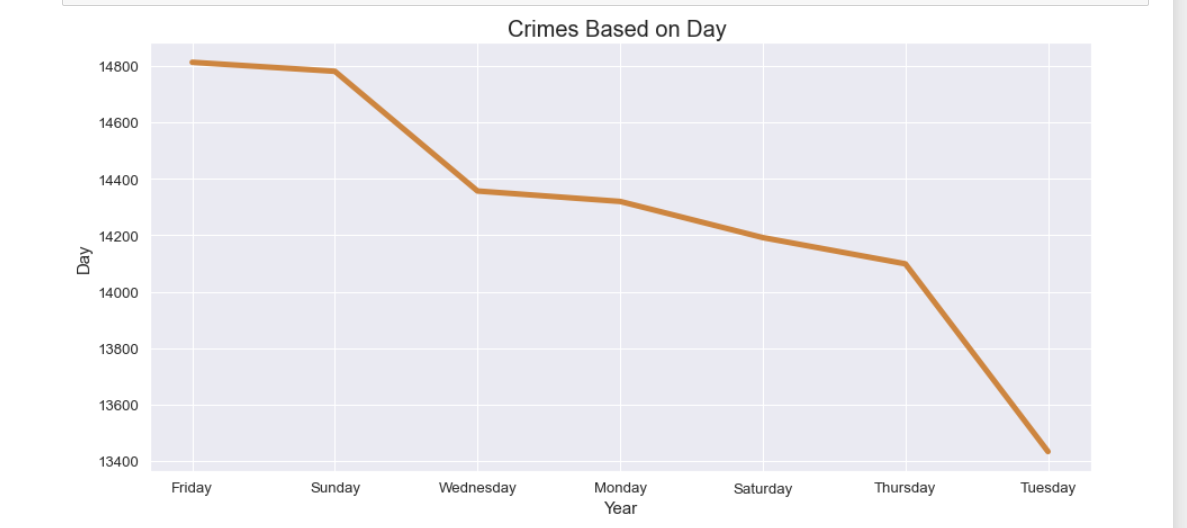 Crimes Based on Day
14800
14600
14400
14200
14000
13800
13600
13400
Day
Friday Sunday Wednesday Monday Saturday Thursday Tuesday
Year